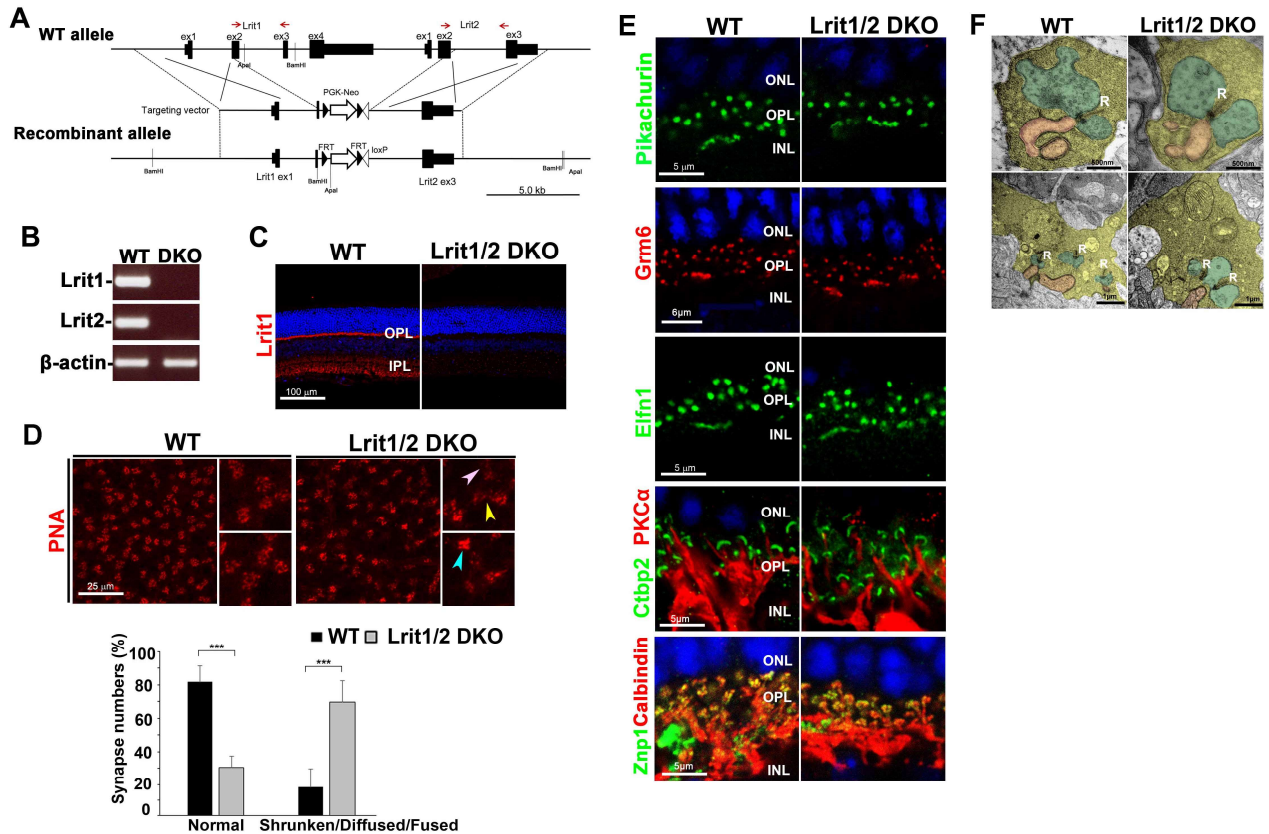 A
WT allele
Lrit1
Lrit2
ex1
ex2
ex3
ex4
ex1
ex2
ex3
ApaI
BamHI
ApaI
PGK-Neo
Targeting vector
Recombinant allele
FRT
FRT
loxP
BamHI
Lrit1 ex1
BamHI
ApaI
Lrit2 ex3
BamHI
ApaI
5.0 kb
B
WT DKO
Lrit1-
Lrit2-
β-actin-
C
WT
Lrit1/2 DKO
Lrit1
OPL
IPL
100 μm
D
WT
Lrit1/2 DKO
PNA
25 μm
WT Lrit1/2 DKO
Synapse numbers (%)
100
80
60
40
20
0
***
***
Normal
Shrunken/Diffused/Fused
E
WT
Lrit1/2 DKO
Pikachurin
ONL
OPL
INL
5 μm
Grm6
ONL
OPL
INL
6μm
Elfn1
ONL
OPL
INL
5 μm
Ctbp2 PKCα
ONL
OPL
INL
5μm
Znp1Calbindin
ONL
OPL
INL
5μm
F
WT
Lrit1/2 DKO
R
R
500nm
500nm
R
R
R
R
R
1μm
1μm